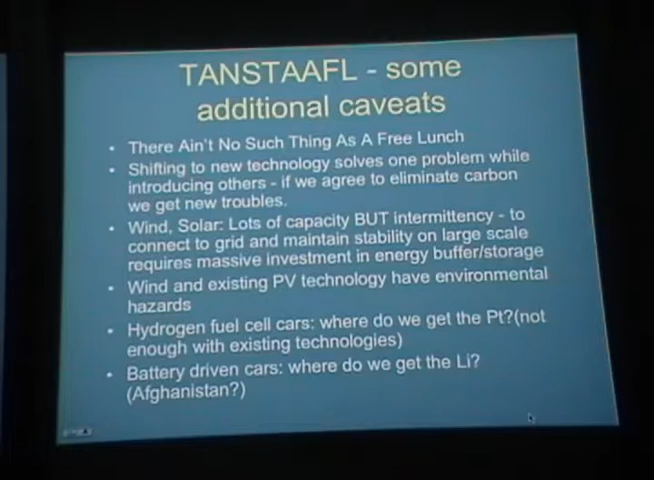 TANSTAAFL - some
additional caveats
• There Ain't No Such Thing As A Free Lunch
• Shifting to new technology solves one problem while
introducing others - if we agree to eliminate carbon
we get new troubles.
• Wind, Solar: Lots of capacity BUT intermittency - to
connect to grid and maintain stability on large scale
requires massive investment in energy buffer/storage
• Wind and existing PV technology have environmental
hazards
• Hydrogen fuel cell cars: where do we get the Pt?(not
enough with existing technologies)
• Battery driven cars: where do we get the Li?
(Afghanistan?)